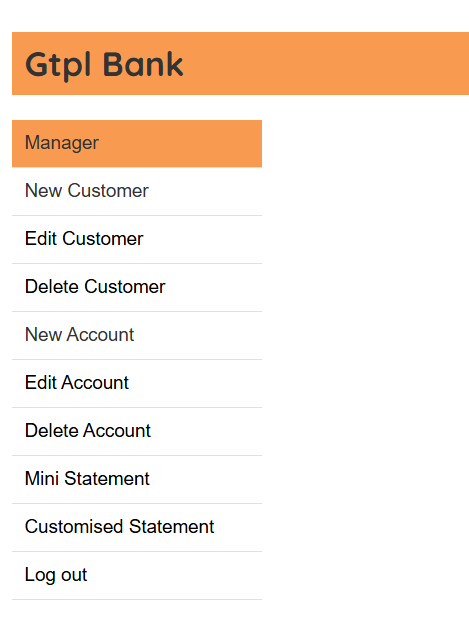 Gtpl Bank
Manager
New Customer
Edit Customer
Delete Customer
New Account
Edit Account
Delete Account
Mini Statement
Customised Statement
Log out